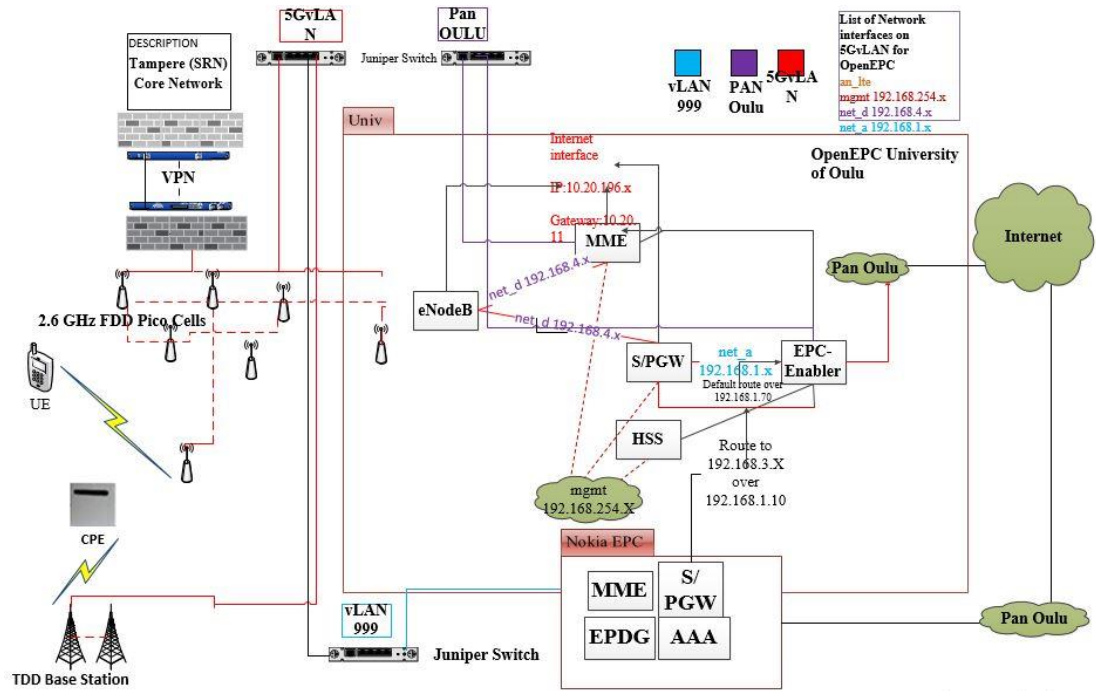 5GvLA
N
Pan
OULU
Juniper Switch
DESCRIPTION
Tampere (SRN)
Core Network
VPN
vLAN
999
PAN
Oulu
5GvLA
N
List of Network
interfaces on
5GvLAN for
OpenEPC
an_lte
mgmt 192.168.254.x
net_d 192.168.4.x
net_a 192.168.1.x
Univ
Internet
interface
IP:10.20.196.x
Gateway:10.20
11
OpenEPC University
of Oulu
MME
Internet
Pan Oulu
net_d 192.168.4.x
eNodeB
net_d 192.168.4.x
2.6 GHz FDD Pico Cells
UE
S/PGW
net_a
192.168.1.x
Default route over
192.168.1.70
EPC-
Enabler
HSS
Route to
192.168.3.X
over
192.168.1.10
mgmt
192.168.254.X
CPE
Nokia EPC
MME
S/
PGW
EPDG
AAA
vLAN
999
Juniper Switch
Pan Oulu
TDD Base Station